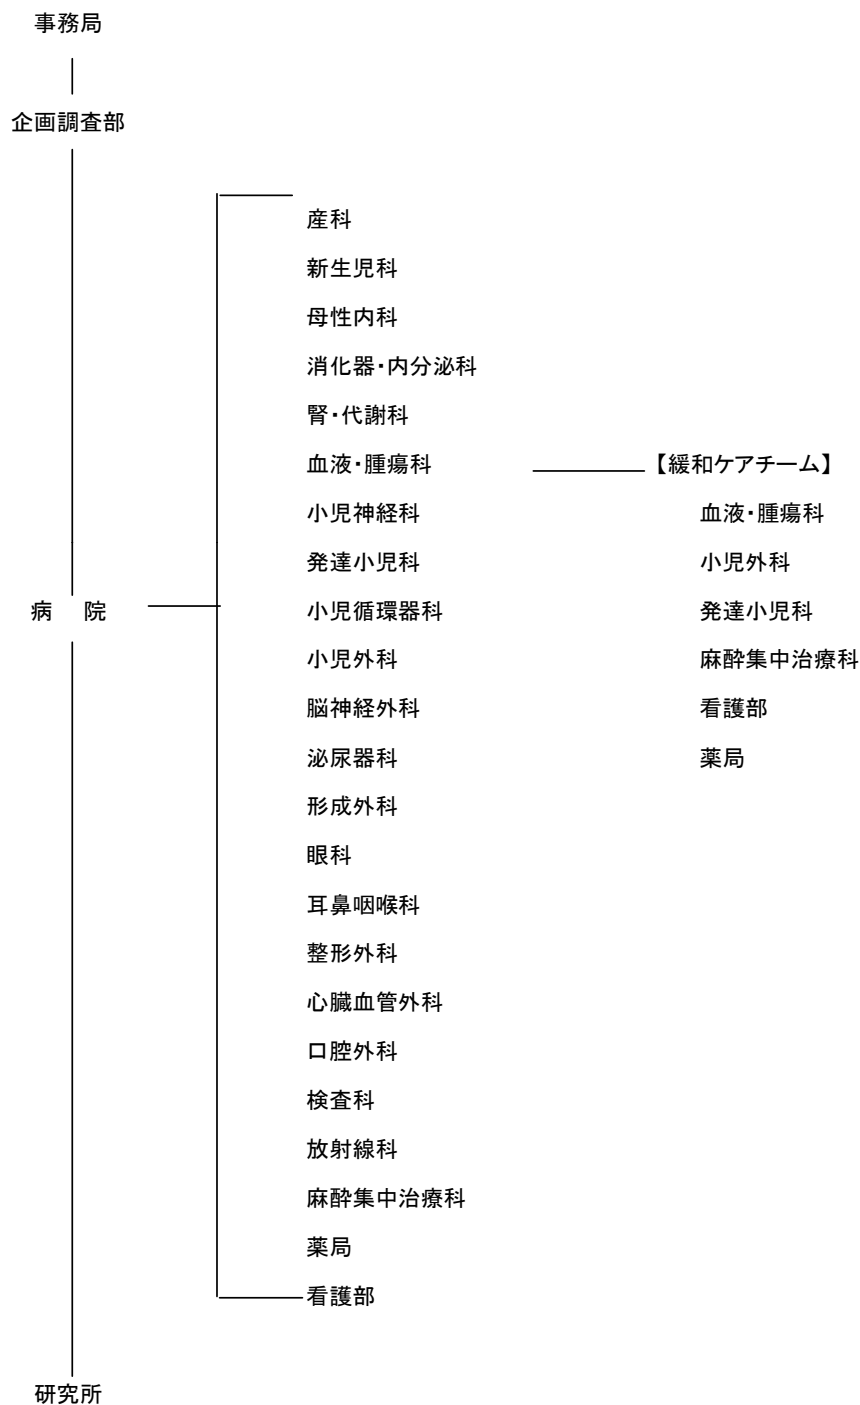 事務局
企画調査部
産科
新生児科
母性内科
消化器・内分泌科
腎・代謝科
血液・腫瘍科 【緩和ケアチーム】
小児神経科 血液・腫瘍科
発達小児科 小児外科
病 院 小児循環器科 発達小児科
小児外科 麻酔集中治療科
脳神経外科 看護部
泌尿器科 薬局
形成外科
眼科
耳鼻咽喉科
整形外科
心臓血管外科
口腔外科
検査科
放射線科
麻酔集中治療科
薬局
看護部
研究所